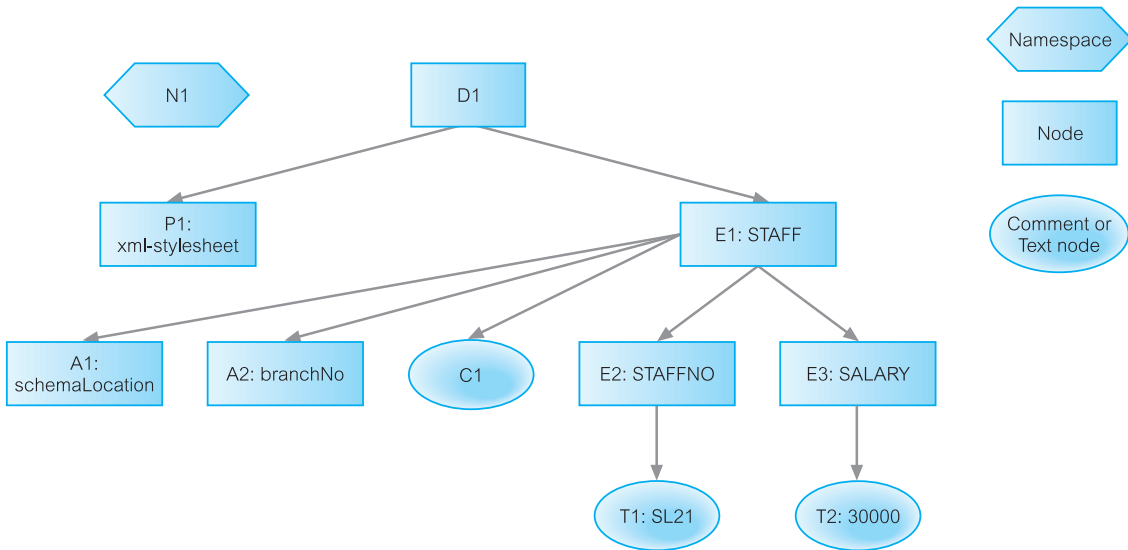 N1
D1
Namespace
Node
P1:
xml-stylesheet
E1: STAFF
Comment or
Text node
A1:
schemaLocation
A2: branchNo
C1
E2: STAFFNO
E3: SALARY
T1: SL21
T2: 30000